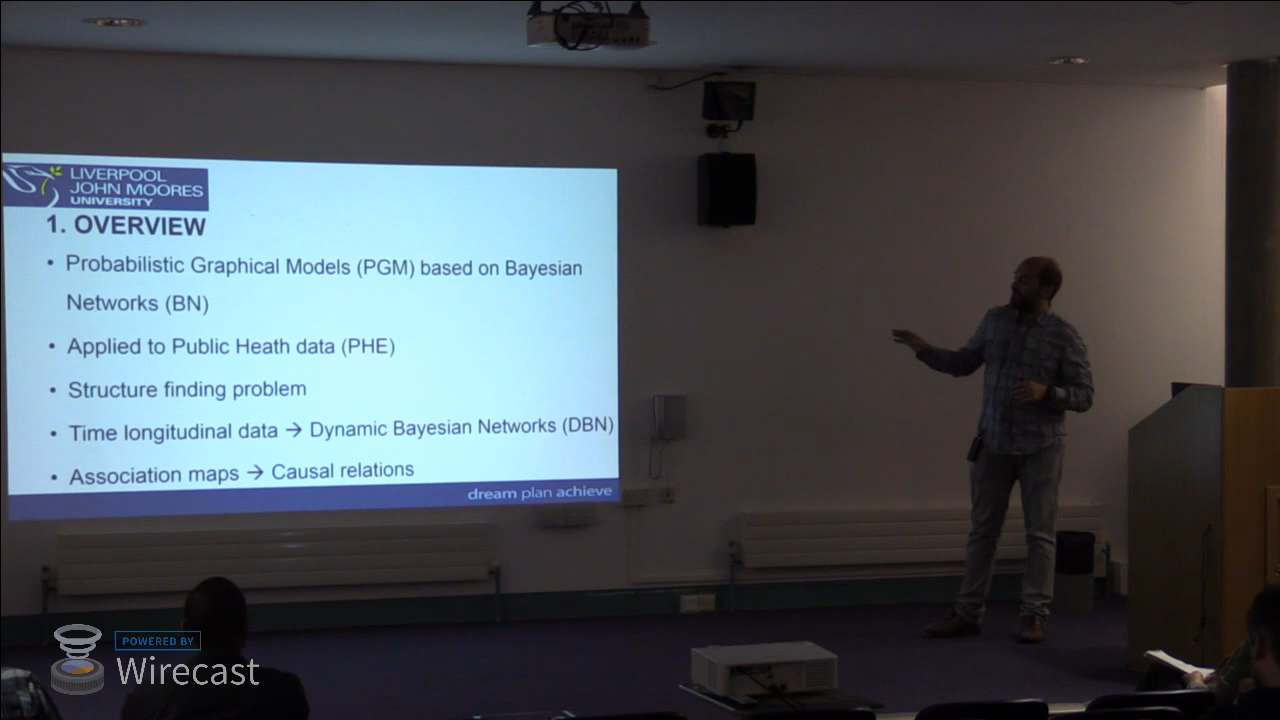 LIVERPOOL
JOHN MOORES
UNIVERSITY
1. OVERVIEW
• Probabilistic Graphical Models (PGM) based on Bayesian
Networks (BN)
• Applied to Public Heath data (PHE)
• Structure finding problem
• Time longitudinal data → Dynamic Bayesian Networks (DBN)
• Association maps → Causal relations
dream plan achieve
POWERED BY
Wirecast